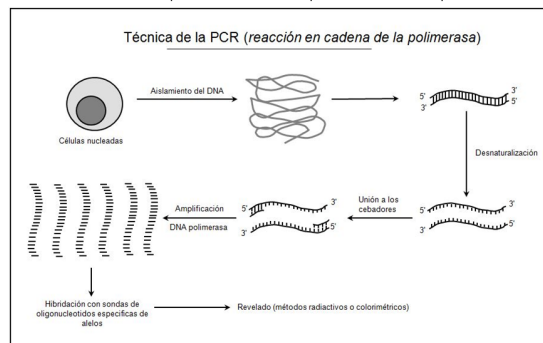 Técnica de la PCR (reacción en cadena de la polimerasa)
Aislamiento del DNA
Células nucleadas
5'
3'
3'
5'
Desnaturalización
5'
3'
3'
5'
Unión a los
cebadores
5'
3'
3'
5'
Amplificación
DNA polimerasa
Hibridación con sondas de
oligonucleotidos especificas de
alelos
Revelado (métodos radiactivos o colorimétricos)